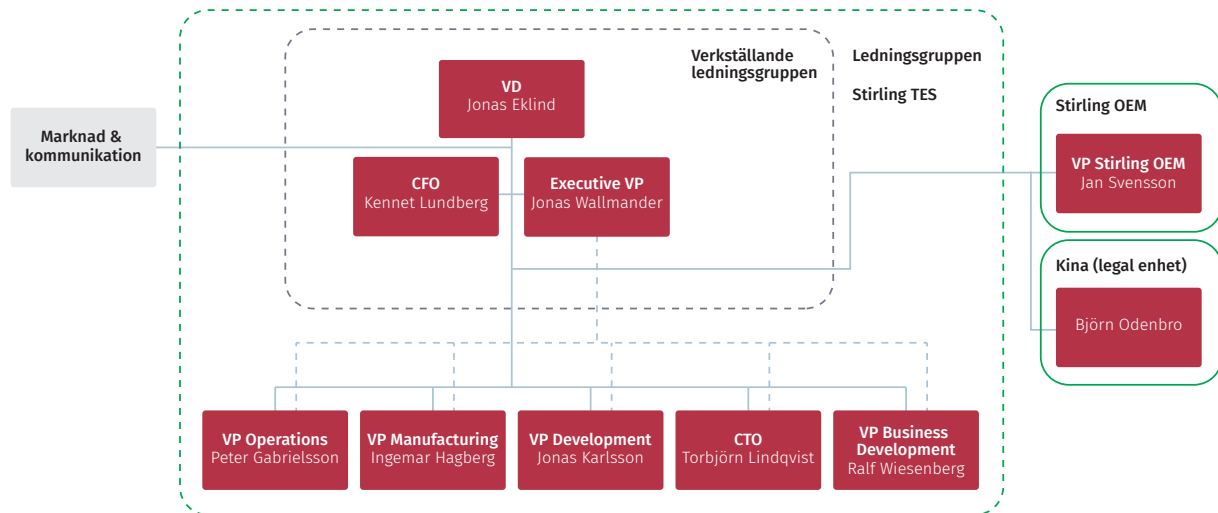 Verkställande
ledningsgruppen
Ledningsgruppen
Stirling TES
VD
Jonas Eklind
Marknad &
kommunikation
CFO
Kennet Lundberg
Executive VP
Jonas Wallmander
Stirling OEM
VP Stirling OEM
Jan Svensson
Kina (legal enhet)
Björn Odenbro
VP Operations
Peter Gabrielsson
VP Manufacturing
Ingemar Hagberg
VP Development
Jonas Karlsson
CTO
Torbjörn Lindqvist
VP Business
Development
Ralf Wiesenberg